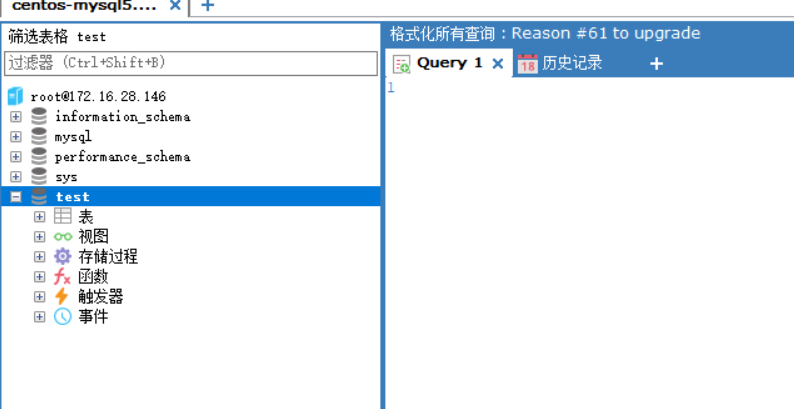 centos-mysql5....
筛选表格 test
过滤器 (Ctrl+Shift+B)
root@172.16.28.146
information_schema
mysql
performance_schema
sys
test
表
视图
存储过程
函数
触发器
事件
格式化所有查询：Reason #61 to upgrade
Query 1
18 历史记录
1